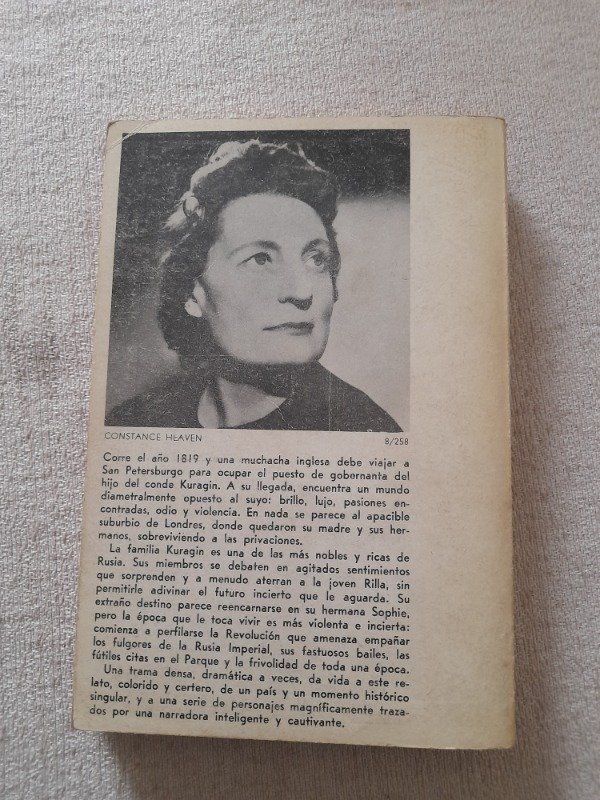 CONSTANCE HEAVEN 8/258
Corre el año 1819 y una muchacha inglesa debe viajar a
San Petersburgo para ocupar el puesto de gobernanta del
hijo del conde Kuragin. A su llegada, encuentra un mundo
diametralmente opuesto al suyo: brillo, lujo, pasiones en-
contradas, odio y violencia. En nada se parece al apacible
suburbio de Londres, donde quedaron su madre y sus her-
manos, sobreviviendo a las privaciones.
La familia Kuragin es una de las más nobles y ricas de
Rusia. Sus miembros se debaten en agitados sentimientos
que sorprenden y a menudo aterran a la joven Rilla, sin
permitirle adivinar el futuro incierto que le aguarda. Su
extraño destino parece reencarnarse en su hermana Sophie,
pero la época que le toca vivir es más violenta e incierta:
comienza a perfilarse la Revolución que amenaza empañar
los fulgores de la Rusia Imperial, sus fastuosos bailes, las
fútiles citas en el Parque y la frivolidad de toda una época.
Una trama densa, dramática a veces, da vida a este re-
lato, colorido y certero, de un país y un momento histórico
singular, y a una serie de personajes magníficamente traza-
dos por una narradora inteligente y cautivante.